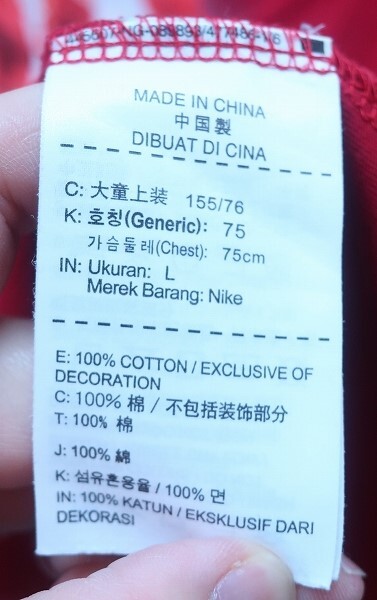 MADE IN CHINA
中国製
DIBUAT DI CINA
C: 大童上装 155/76
K: 호칭(Generic): 75
가슴둘레(Chest): 75cm
IN: Ukuran: L
Merek Barang: Nike
E: 100% COTTON / EXCLUSIVE OF
DECORATION
C: 100% 棉 / 不包括装饰部分
T: 100% 棉
J: 100% 綿
K: 섬유혼용율 / 100% 면
IN: 100% KATUN / EKSKLUSIF DARI
DEKORASI